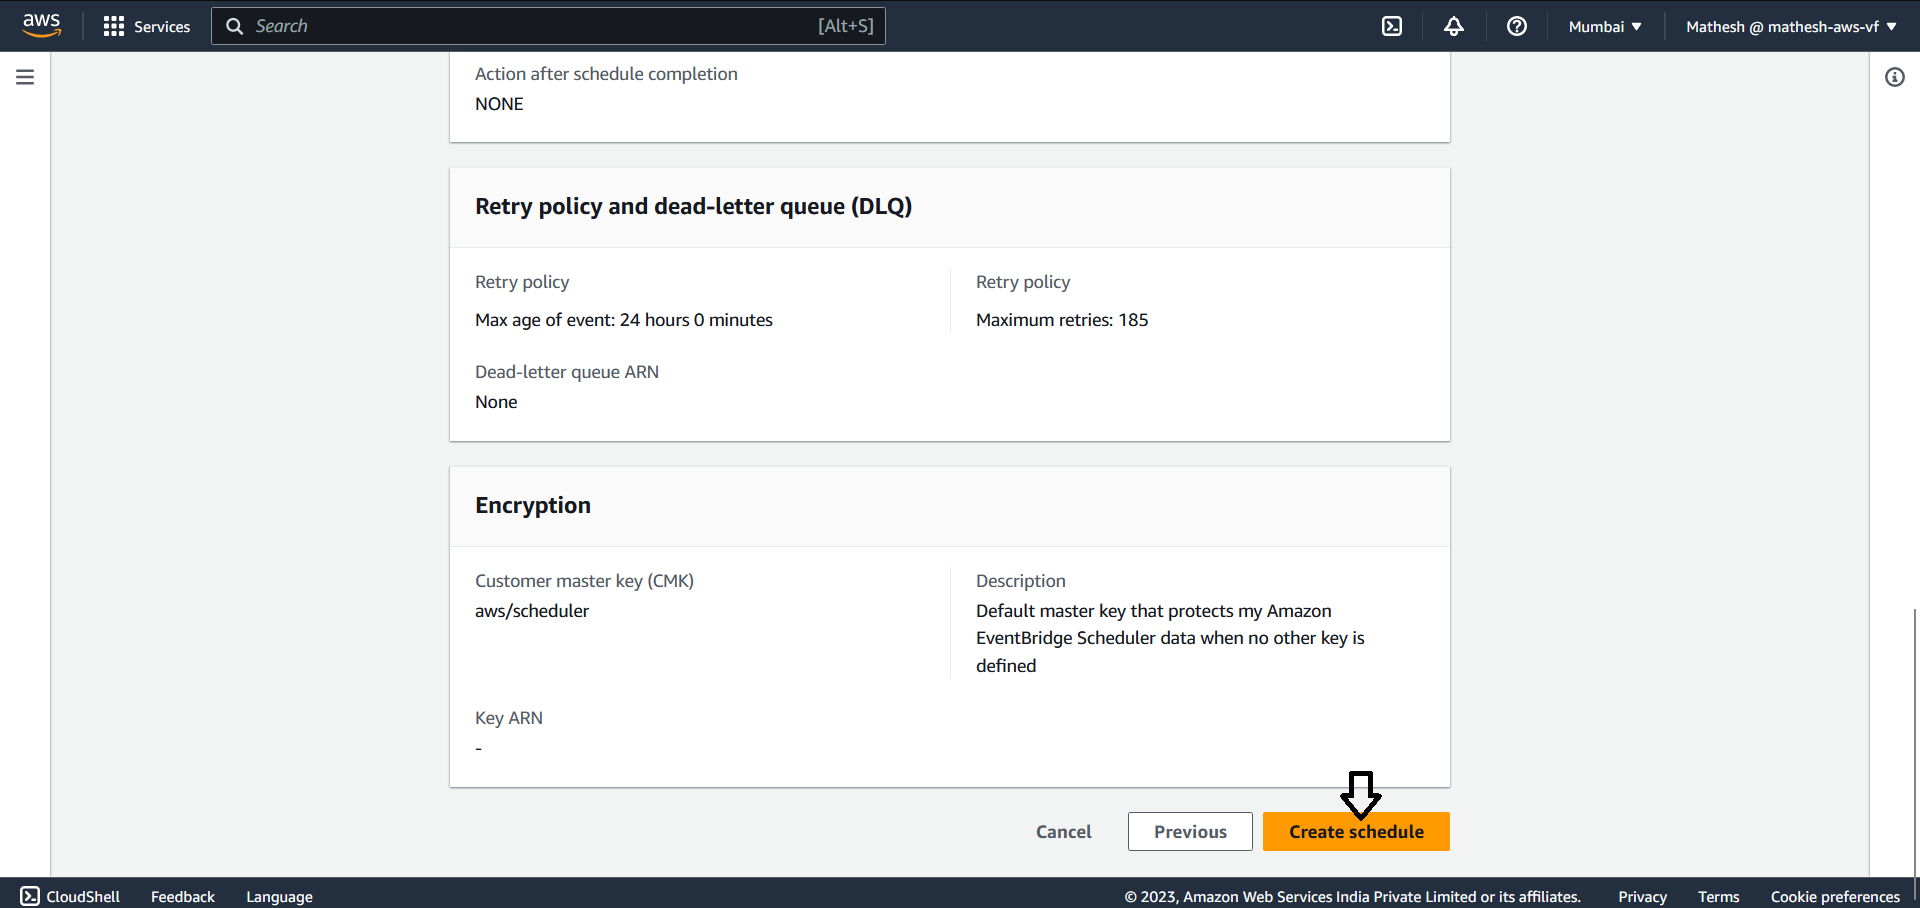 aws
Services
Search
[Alt+S]
Mumbai
Mathesh @ mathesh-aws-vf
Action after schedule completion
NONE
Retry policy and dead-letter queue (DLQ)
Retry policy
Max age of event: 24 hours 0 minutes
Retry policy
Maximum retries: 185
Dead-letter queue ARN
None
Encryption
Customer master key (CMK)
aws/scheduler
Description
Default master key that protects my Amazon
EventBridge Scheduler data when no other key is
defined
Key ARN
-
Cancel
Previous
Create schedule
CloudShell
Feedback
Language
© 2023, Amazon Web Services India Private Limited or its affiliates.
Privacy
Terms
Cookie preferences